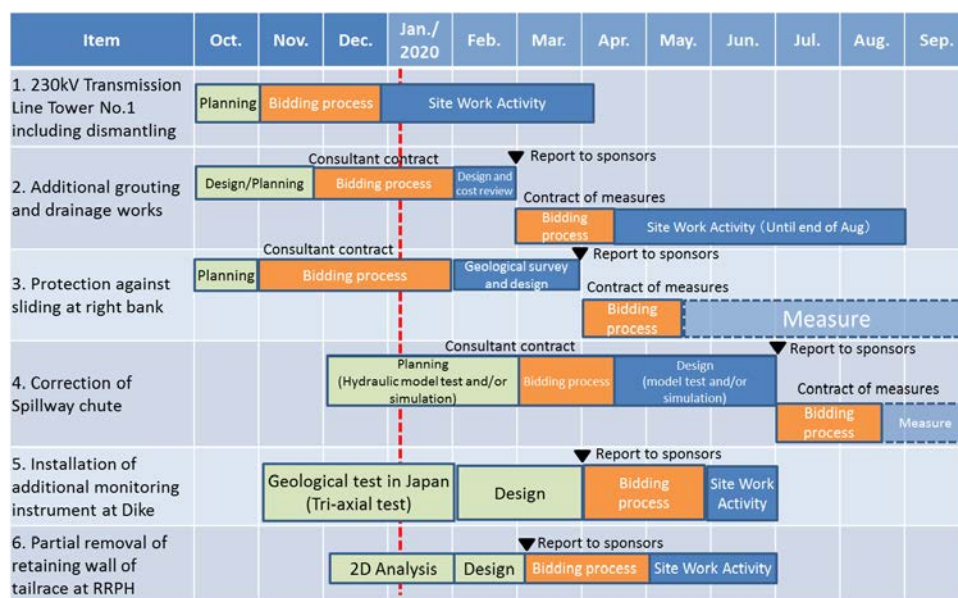 Item
Oct.
Nov.
Dec.
Jan./
2020
Feb.
Mar.
Apr.
May.
Jun.
Jul.
Aug.
Sep.
1. 230kV Transmission
Line Tower No.1
including dismantling
Planning
Bidding process
Site Work Activity
2. Additional grouting
and drainage works
Consultant contract
Design/Planning
Bidding process
Design and
cost review
Report to sponsors
Contract of measures
Bidding
process
Site Work Activity (Until end of Aug)
3. Protection against
sliding at right bank
Consultant contract
Planning
Bidding process
Geological survey
and design
Report to sponsors
Contract of measures
Bidding
process
Measure
4. Correction of
Spillway chute
Consultant contract
Planning
(Hydraulic model test and/or
simulation)
Bidding process
Design
(model test and/or
simulation)
Report to sponsors
Contract of measures
Bidding
process
Measure
5. Installation of
additional monitoring
instrument at Dike
Geological test in Japan
(Tri-axial test)
Design
Report to sponsors
Bidding
process
Site Work
Activity
6. Partial removal of
retaining wall of
tailrace at RRPH
2D Analysis
Design
Report to sponsors
Bidding process
Site Work Activity